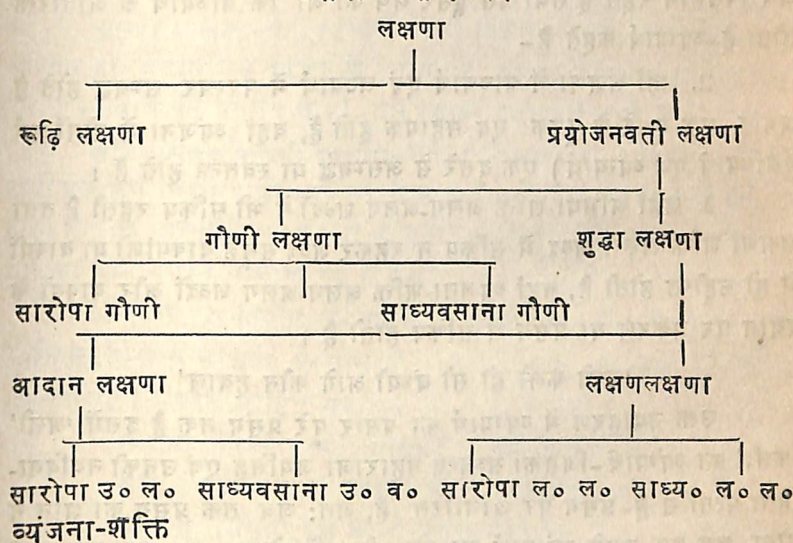 लक्षणा
रूढ़ि लक्षणा प्रयोजनवती लक्षणा
गौणी लक्षणा शुद्धा लक्षणा
सारोपा गौणी साध्यवसाना गौणी
आदान लक्षणा लक्षणलक्षणा
सारोपा उ० ल० साध्यवसाना उ० व० सारोपा ल० ल० साध्य० ल० ल०
व्यंजना-शक्ति